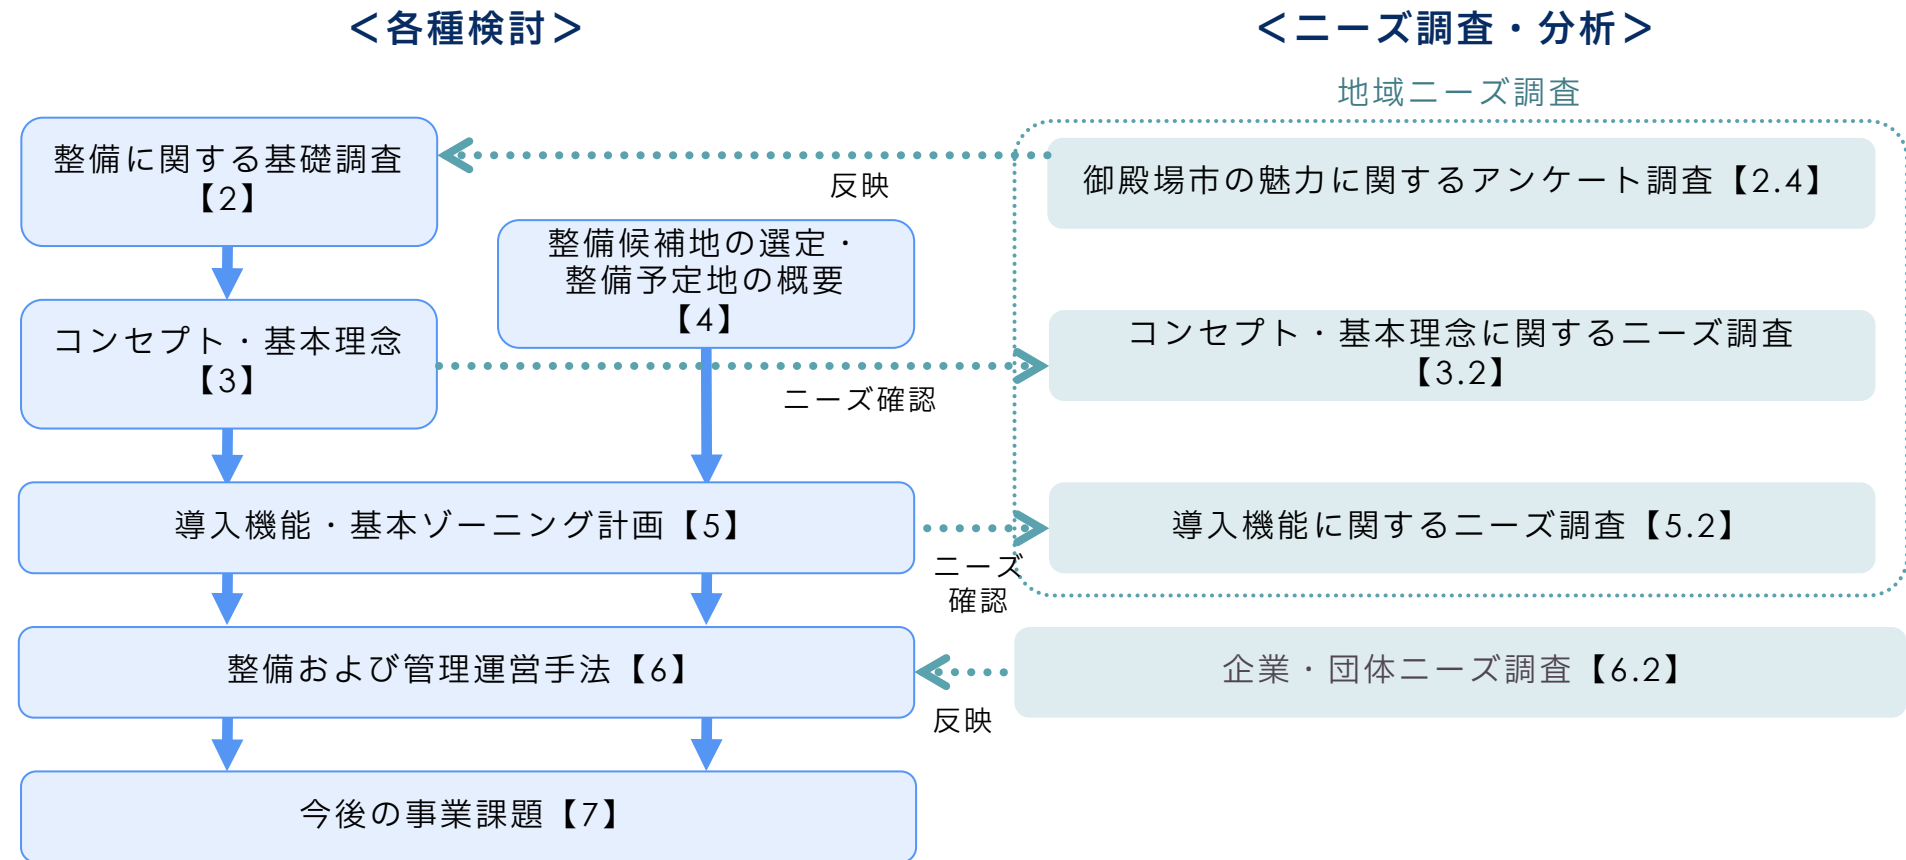 ＜各種検討＞
＜ニーズ調査・分析＞
地域ニーズ調査
整備に関する基礎調査
【2】
御殿場市の魅力に関するアンケート調査【2.4】
反映
整備候補地の選定・
整備予定地の概要
【4】
コンセプト・基本理念
【3】
コンセプト・基本理念に関するニーズ調査
【3.2】
ニーズ確認
導入機能・基本ゾーニング計画【5】
導入機能に関するニーズ調査【5.2】
ニーズ
確認
整備および管理運営手法【6】
企業・団体ニーズ調査【6.2】
反映
今後の事業課題【7】